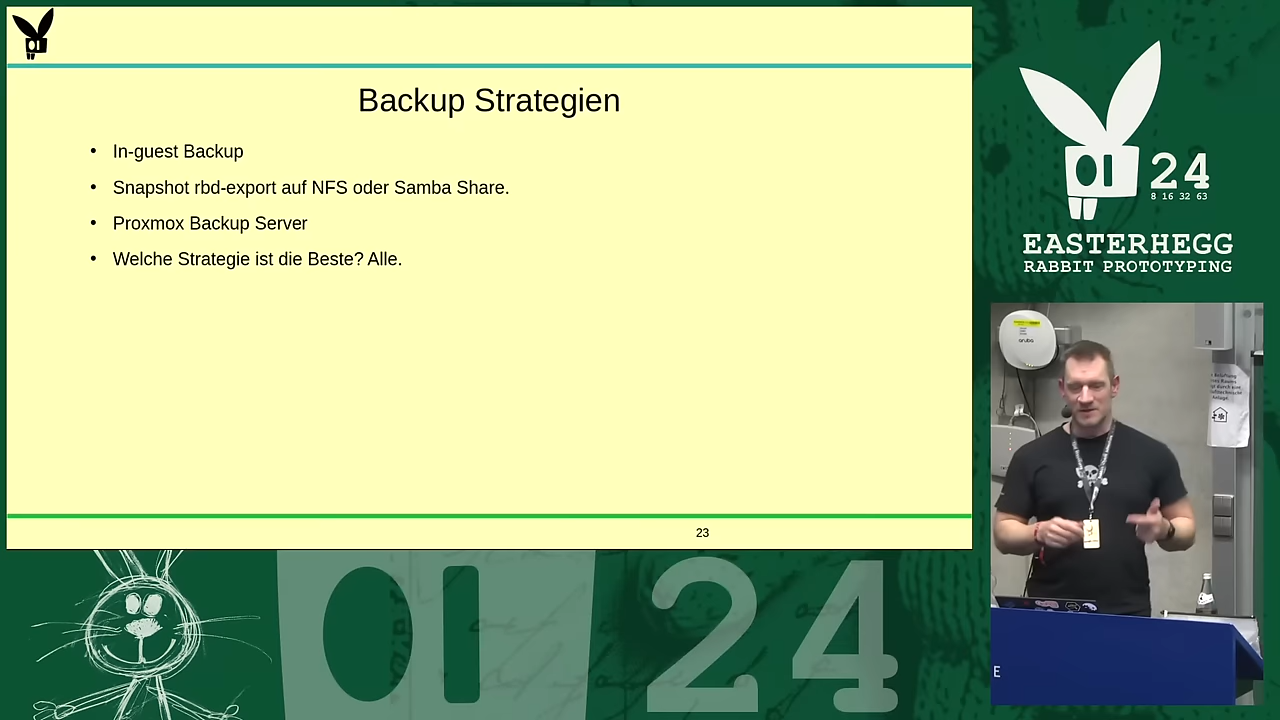 Backup Strategien
• In-guest Backup
• Snapshot rbd-export auf NFS oder Samba Share.
• Proxmox Backup Server
• Welche Strategie ist die Beste? Alle.
23
24
8 16 32 63
EASTERHEGG
RABBIT PROTOTYPING
aruba
E
24